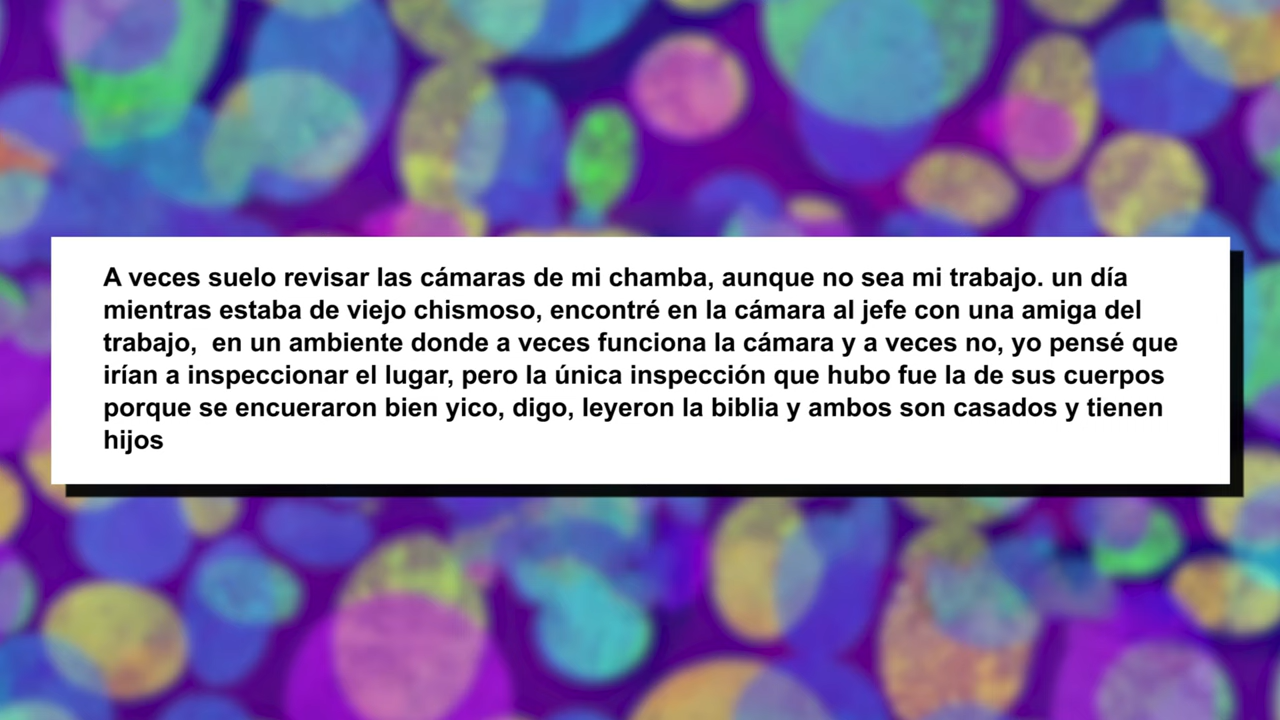 A veces suelo revisar las cámaras de mi chamba, aunque no sea mi trabajo. un día
mientras estaba de viejo chismoso, encontré en la cámara al jefe con una amiga del
trabajo,  en un ambiente donde a veces funciona la cámara y a veces no, yo pensé que
irían a inspeccionar el lugar, pero la única inspección que hubo fue la de sus cuerpos
porque se encueraron bien yico, digo, leyeron la biblia y ambos son casados y tienen
hijos